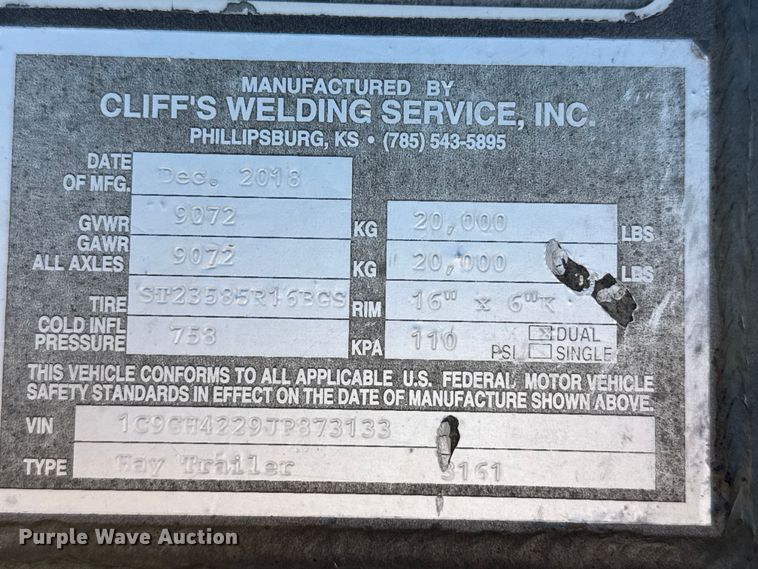 MANUFACTURED BY
CLIFF'S WELDING SERVICE, INC.
PHILLIPSBURG, KS • (785) 543-5895
DATE OF MFG. Dec. 2018
GVWR 9072 KG 20,000 LBS
GAWR ALL AXLES 9072 KG 20,000 LBS
TIRE ST23585R16BGS RIM 16" x 6"K
COLD INFL PRESSURE 758 KPA 110 PSI X DUAL SINGLE
THIS VEHICLE CONFORMS TO ALL APPLICABLE U.S. FEDERAL MOTOR VEHICLE
SAFETY STANDARDS IN EFFECT ON THE DATE OF MANUFACTURE SHOWN ABOVE.
VIN 1C9GH4229JP873133
TYPE Hay Trailer 3161
Purple Wave Auction